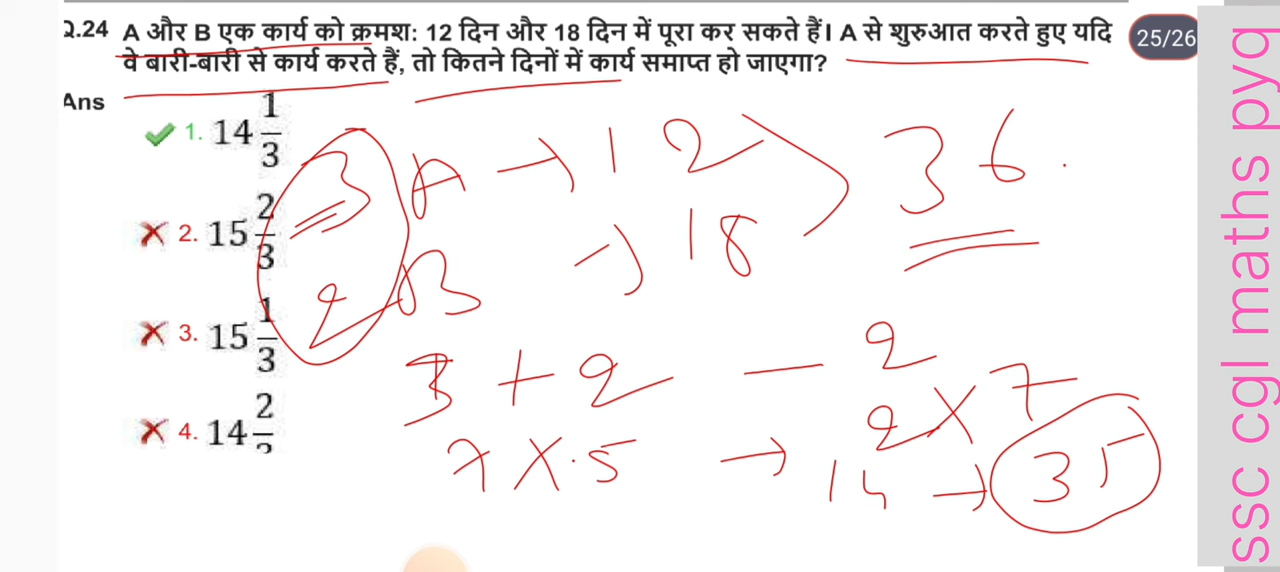 Q.24 A और B एक कार्य को क्रमश: 12 दिन और 18 दिन में पूरा कर सकते हैं। A से शुरुआत करते हुए यदि
वे बारी-बारी से कार्य करते हैं, तो कितने दिनों में कार्य समाप्त हो जाएगा?
25/26
Ans
1. 14 1/3
2. 15 2/3
3. 15 1/3
4. 14 2/3
3 A → 12
36
2 B → 18
3 + 2 — 2
2 × 7
7 × 5 → 14 → 35
ssc cgl maths pyq